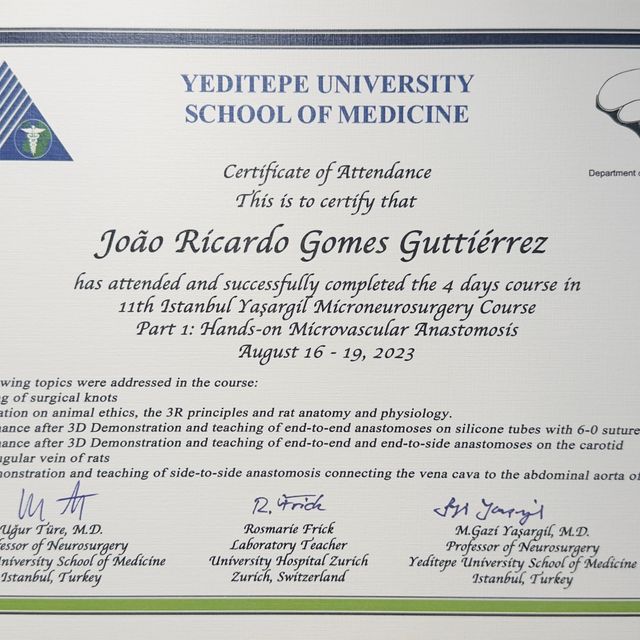 YEDITEPE UNIVERSITY
SCHOOL OF MEDICINE
Department o
Certificate of Attendance
This is to certify that
João Ricardo Gomes Guttiérrez
has attended and successfully completed the 4 days course in
11th Istanbul Yaşargil Microneurosurgery Course
Part 1: Hands-on Microvascular Anastomosis
August 16 - 19, 2023
wing topics were addressed in the course:
ng of surgical knots
ation on animal ethics, the 3R principles and rat anatomy and physiology.
nance after 3D Demonstration and teaching of end-to-end anastomoses on silicone tubes with 6-0 suture
nance after 3D Demonstration and teaching of end-to-end and end-to-side anastomoses on the carotid
ugular vein of rats
monstration and teaching of side-to-side anastomosis connecting the vena cava to the abdominal aorta of
R. Frick
Uğur Türe, M.D.
essor of Neurosurgery
niversity School of Medicine
Istanbul, Turkey
Rosmarie Frick
Laboratory Teacher
University Hospital Zurich
Zurich, Switzerland
M.Gazi Yaşargil, M.D.
Professor of Neurosurgery
Yeditepe University School of Medicine
Istanbul, Turkey